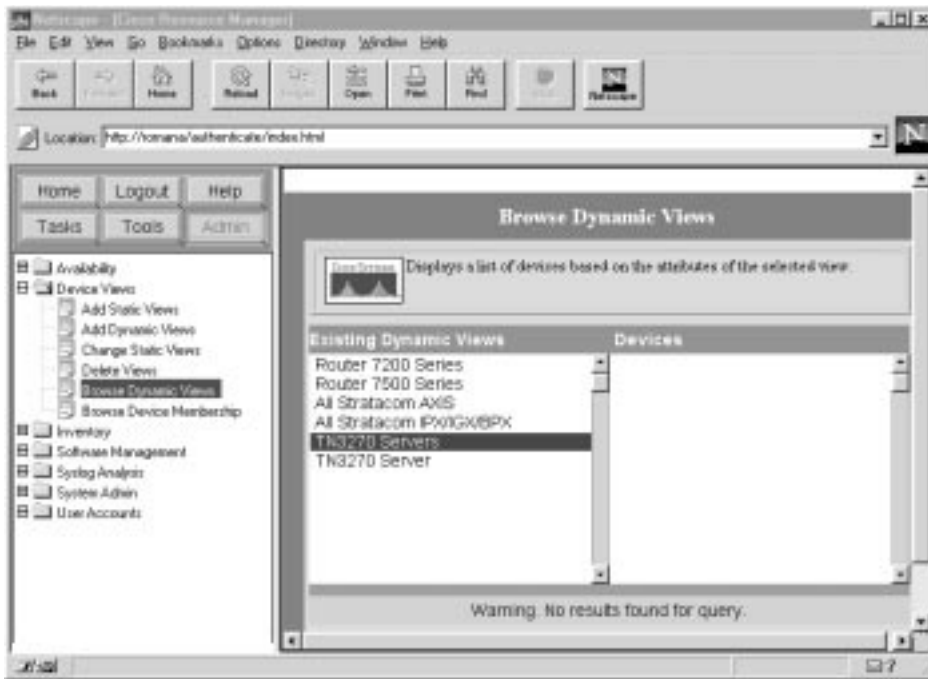 Netscape - [Cisco Resource Manager]
File Edit View Go Bookmarks Options Directory Window Help
Back Forward Home Reload Open Print Find Netscape
Location: http://romana/authenticate/index.html
N
Home Logout Help
Tasks Tools Admin
Availability
Device Views
Add Static Views
Add Dynamic Views
Change Static Views
Delete Views
Browse Dynamic Views
Browse Device Membership
Inventory
Software Management
Syslog Analysis
System Admin
User Accounts
Browse Dynamic Views
Cisco Systems
Displays a list of devices based on the attributes of the selected view.
Existing Dynamic Views Devices
Router 7200 Series
Router 7500 Series
All Stratacom AXIS
All Stratacom IPX/IGX/BPX
TN3270 Servers
TN3270 Server
Warning. No results found for query.